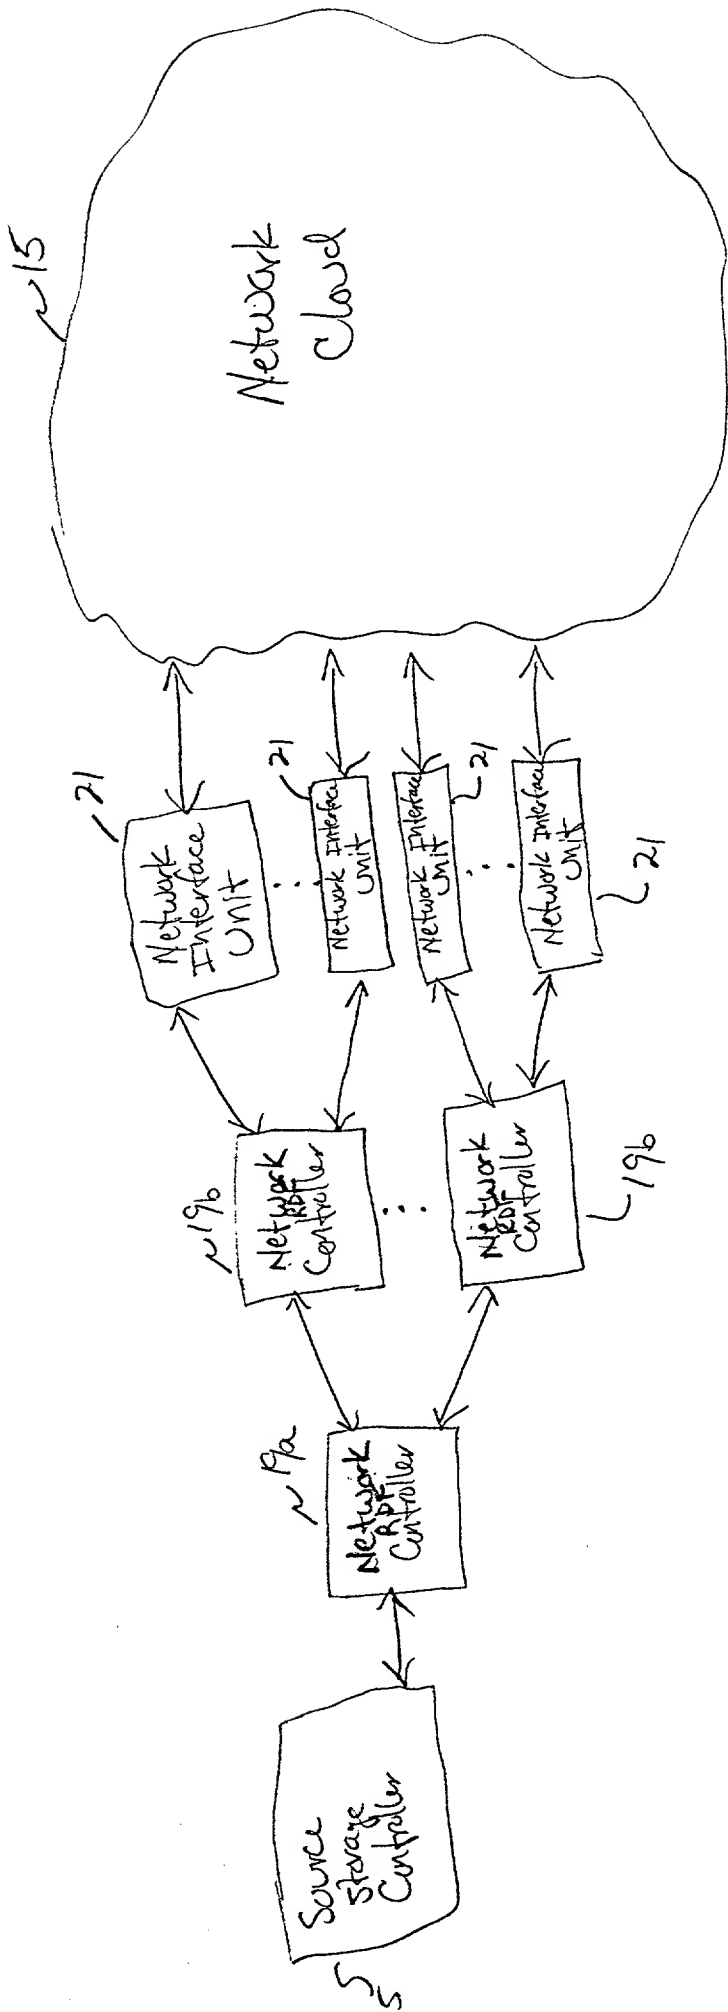 Source
Storage
Controller
5
Network
RDF
Controller
19a
Network
RDF
Controller
19b
Network
RDF
Controller
19b
...
Network
Interface
Unit
21
...
Network Interface
Unit
21
Network Interface
Unit
21
...
Network Interface
Unit
21
Network
Cloud
15